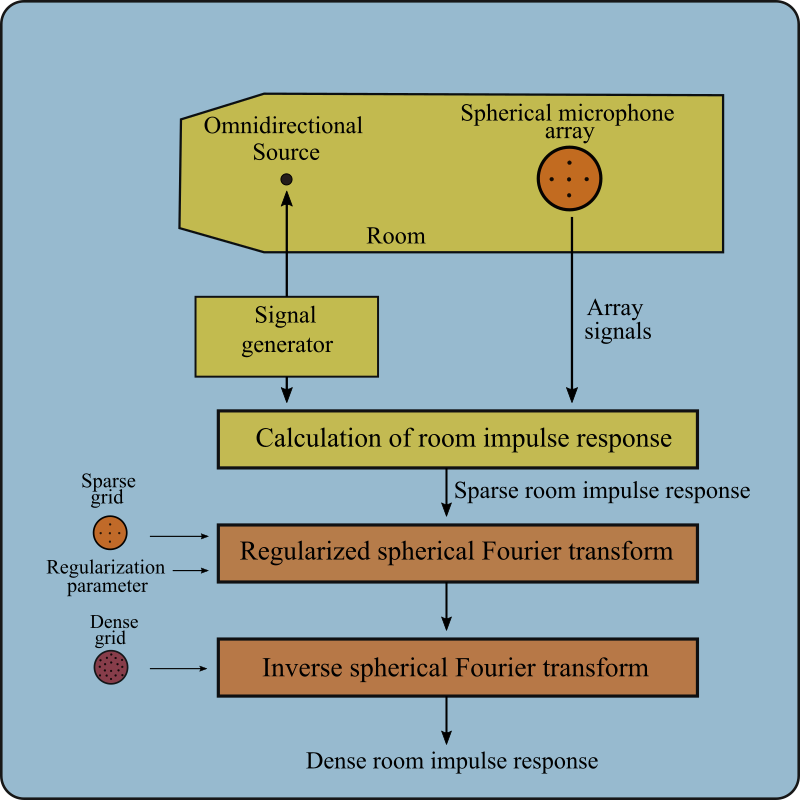 Omnidirectional
Source
Spherical microphone
array
Room
Signal
generator
Array
signals
Calculation of room impulse response
Sparse room impulse response
Sparse
grid
Regularized spherical Fourier transform
Regularization
parameter
Dense
grid
Inverse spherical Fourier transform
Dense room impulse response